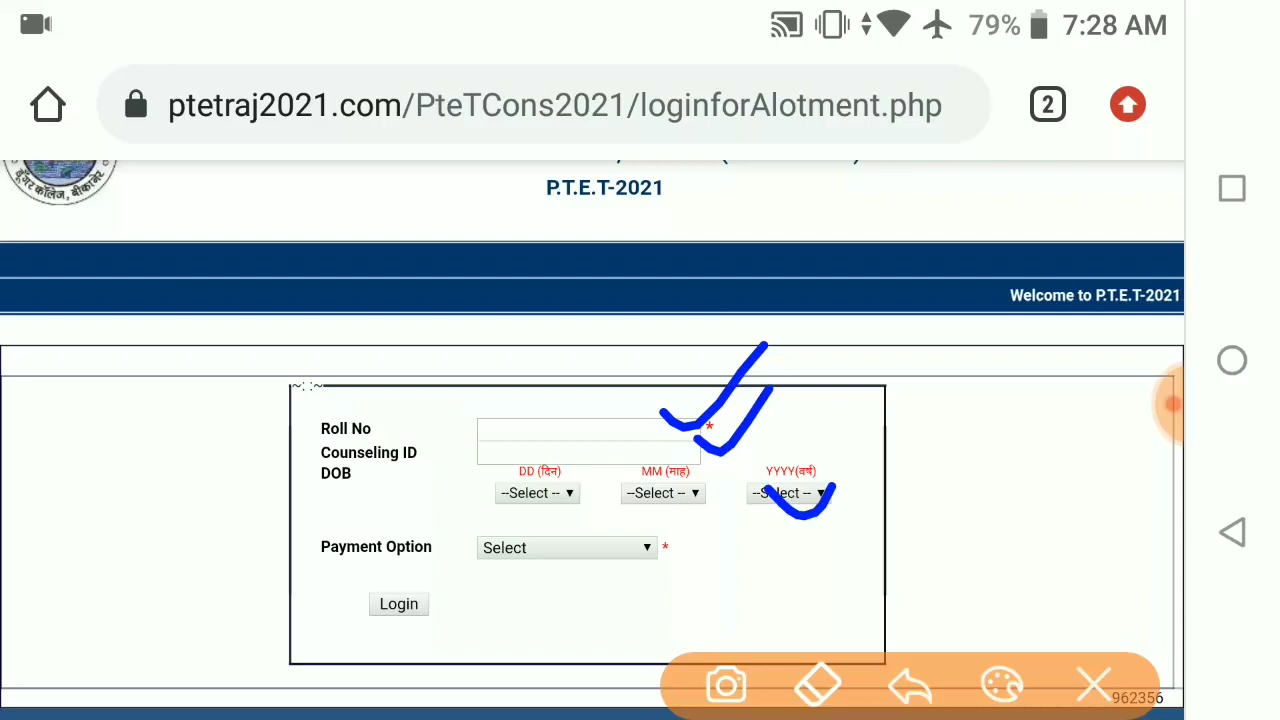 79% 7:28 AM
ptetraj2021.com/PteTCons2021/loginforAlotment.php
2
डूँगर कॉलेज, बीकानेर
P.T.E.T-2021
Welcome to P.T.E.T-2021
~: :~
Roll No *
Counseling ID
DOB
DD (दिन) MM (माह) YYYY(वर्ष)
--Select -- --Select -- --Select --
Payment Option Select *
Login
962356